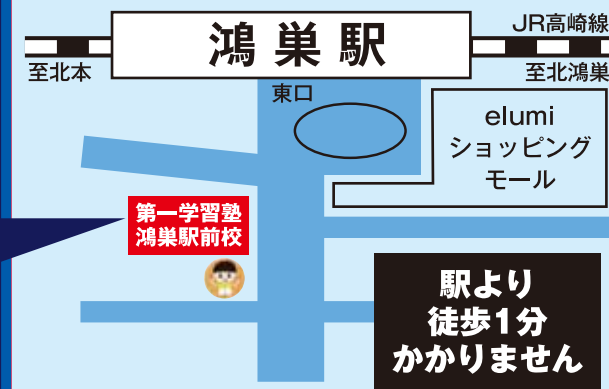 鴻巣駅
JR高崎線
至北本
至北鴻巣
東口
elumi
ショッピング
モール
第一学習塾
鴻巣駅前校
駅より
徒歩1分
かかりません